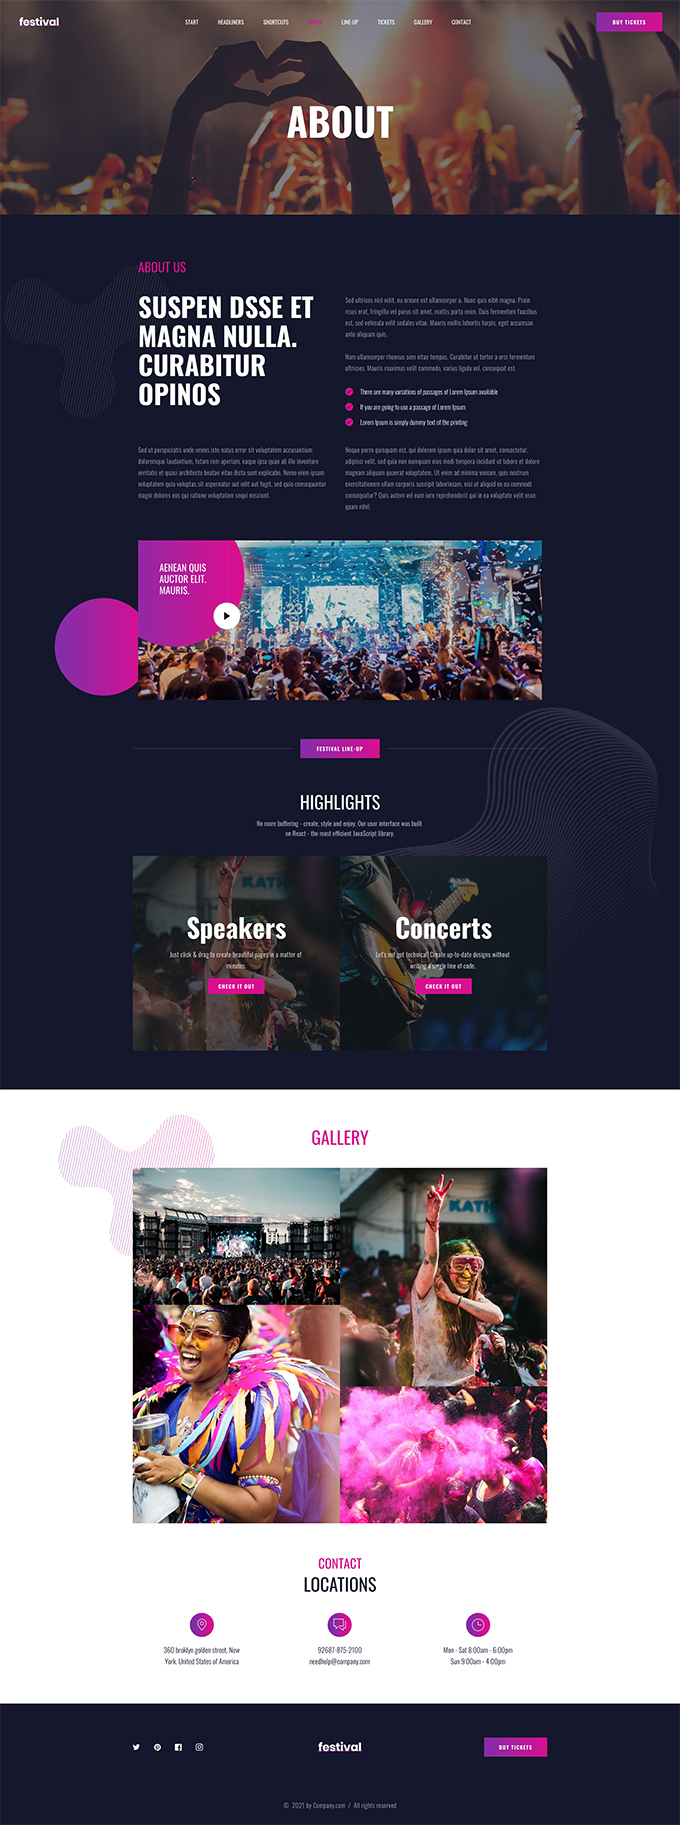 festival
START HEADLINERS SHORTCUTS ABOUT LINE-UP TICKETS GALLERY CONTACT
BUY TICKETS
ABOUT
ABOUT US
SUSPEN DSSE ET
MAGNA NULLA.
CURABITUR
OPINOS
Sed ultrices nisl velit, eu ornare est ullamcorper a. Nunc quis nibh magna. Proin
risus erat, fringilla vel purus sit amet, mattis porta enim. Duis fermentum faucibus
est, sed vehicula velit sodales vitae. Mauris mollis lobortis turpis, eget accumsan
ante aliquam quis.
Nam ullamcorper rhoncus sem vitae tempus. Curabitur ut tortor a orci fermentum
ultricies. Mauris maximus velit commodo, varius ligula vel, consequat est.
There are many variations of passages of Lorem Ipsum available
If you are going to use a passage of Lorem Ipsum
Lorem Ipsum is simply dummy text of the printing
Sed ut perspiciatis unde omnis iste natus error sit voluptatem accusantium
doloremque laudantium, totam rem aperiam, eaque ipsa quae ab illo inventore
veritatis et quasi architecto beatae vitae dicta sunt explicabo. Nemo enim ipsam
voluptatem quia voluptas sit aspernatur aut odit aut fugit, sed quia consequuntur
magni dolores eos qui ratione voluptatem sequi nesciunt.
Neque porro quisquam est, qui dolorem ipsum quia dolor sit amet, consectetur,
adipisci velit, sed quia non numquam eius modi tempora incidunt ut labore et dolore
magnam aliquam quaerat voluptatem. Ut enim ad minima veniam, quis nostrum
exercitationem ullam corporis suscipit laboriosam, nisi ut aliquid ex ea commodi
consequatur? Quis autem vel eum iure reprehenderit qui in ea voluptate velit esse
quam nihil.
AENEAN QUIS
AUCTOR ELIT.
MAURIS.
FESTIVAL LINE-UP
HIGHLIGHTS
No more buffering - create, style and enjoy. Our user interface was built
on React - the most efficient JavaScript library.
KATH
Speakers
Just click & drag to create beautiful pages in a matter of
minutes.
CHECK IT OUT
Concerts
Let's not get technical! Create up-to-date designs without
writing a single line of code.
CHECK IT OUT
GALLERY
KATH
CONTACT
LOCATIONS
360 broklyn golden street. New
York. United States of America
92687-875-2100
needhelp@company.com
Mon - Sat 8:00am - 6:00pm
Sun 9:00am - 4:00pm
festival
BUY TICKETS
© 2021 by Company.com / All rights reserved